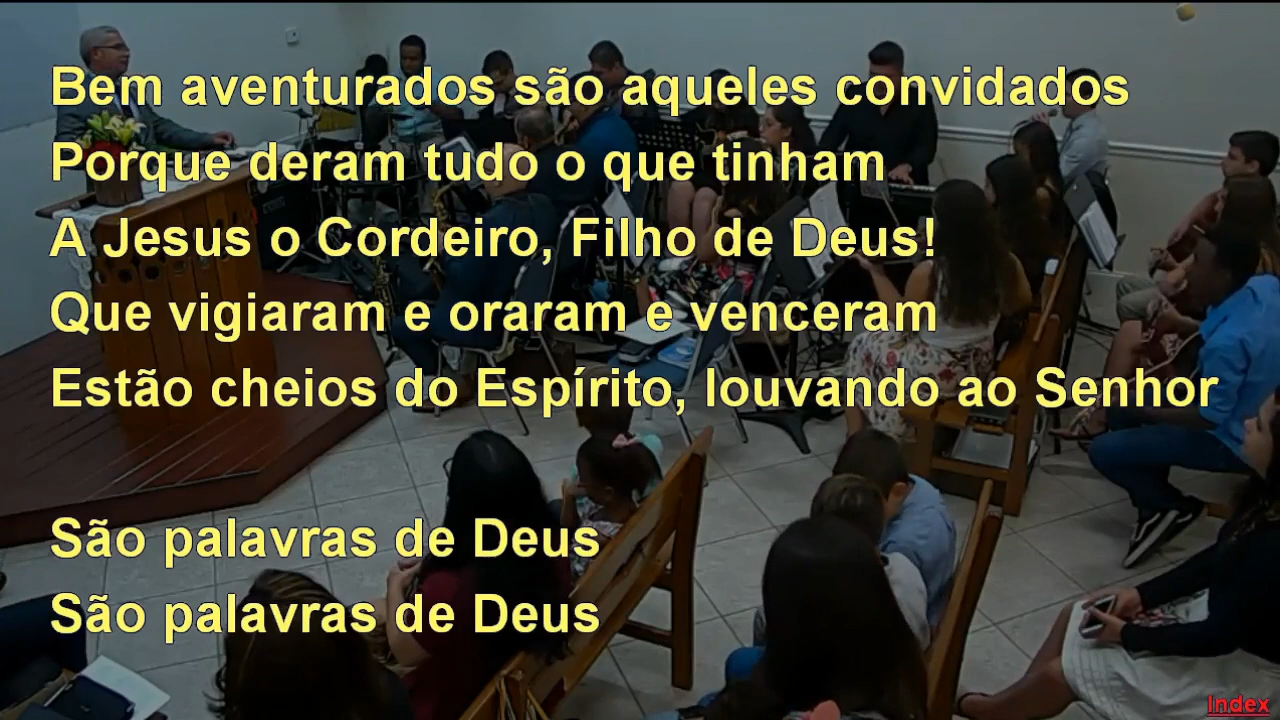 Bem aventurados são aqueles convidados
Porque deram tudo o que tinham
A Jesus o Cordeiro, Filho de Deus!
Que vigiaram e oraram e venceram
Estão cheios do Espírito, louvando ao Senhor
São palavras de Deus
São palavras de Deus
Index